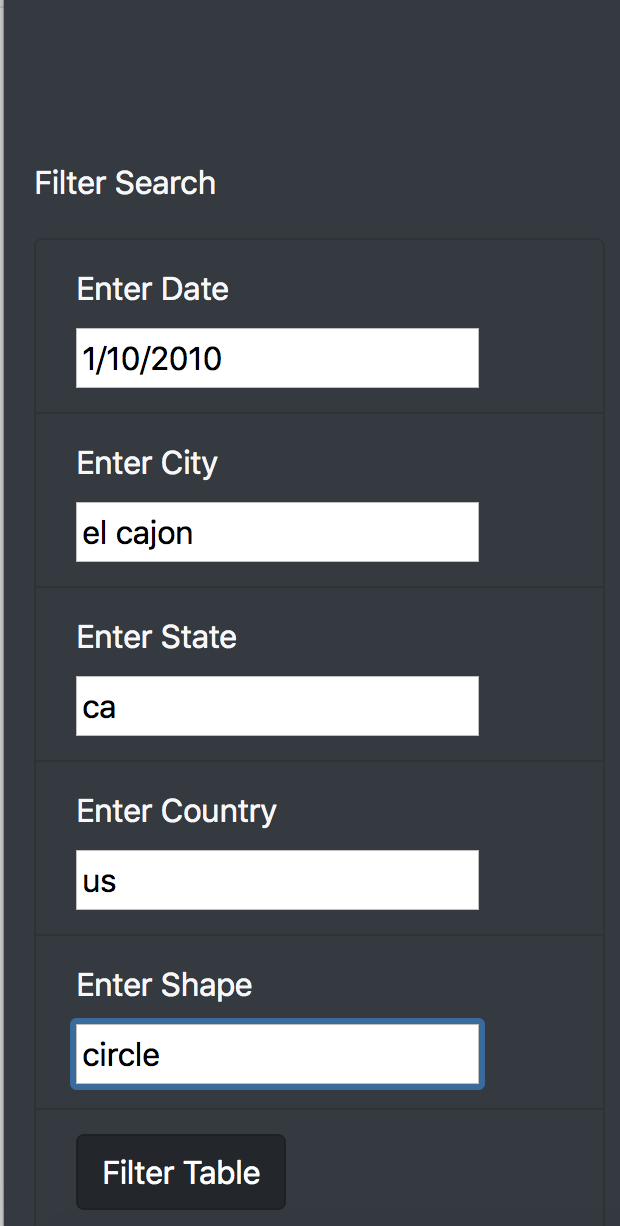 Filter Search
Enter Date
1/10/2010
Enter City
el cajon
Enter State
ca
Enter Country
us
Enter Shape
circle
Filter Table